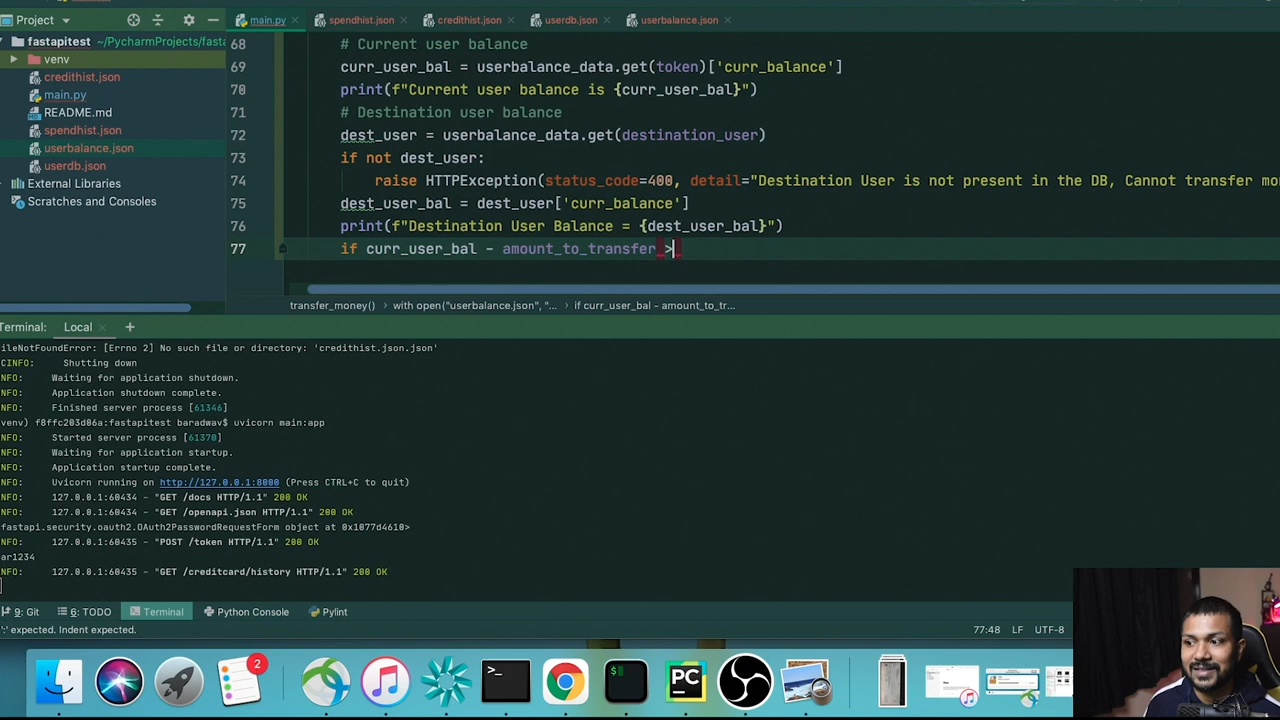 Project
main.py
spendhist.json
credithist.json
userdb.json
userbalance.json
fastapitest ~/PycharmProjects/fasta
venv
credithist.json
main.py
README.md
spendhist.json
userbalance.json
userdb.json
External Libraries
Scratches and Consoles
68 # Current user balance
69 curr_user_bal = userbalance_data.get(token)['curr_balance']
70 print(f"Current user balance is {curr_user_bal}")
71 # Destination user balance
72 dest_user = userbalance_data.get(destination_user)
73 if not dest_user:
74 raise HTTPException(status_code=400, detail="Destination User is not present in the DB, Cannot transfer mo
75 dest_user_bal = dest_user['curr_balance']
76 print(f"Destination User Balance = {dest_user_bal}")
77 if curr_user_bal - amount_to_transfer >
transfer_money() with open("userbalance.json", "... if curr_user_bal - amount_to_tr...
Terminal: Local +
ileNotFoundError: [Errno 2] No such file or directory: 'credithist.json.json'
CINFO: Shutting down
NFO: Waiting for application shutdown.
NFO: Application shutdown complete.
NFO: Finished server process [61346]
venv) f8ffc203d06a:fastapitest baradwav$ uvicorn main:app
NFO: Started server process [61370]
NFO: Waiting for application startup.
NFO: Application startup complete.
NFO: Uvicorn running on http://127.0.0.1:8000 (Press CTRL+C to quit)
NFO: 127.0.0.1:60434 - "GET /docs HTTP/1.1" 200 OK
NFO: 127.0.0.1:60434 - "GET /openapi.json HTTP/1.1" 200 OK
fastapi.security.oauth2.OAuth2PasswordRequestForm object at 0x1077d4610>
NFO: 127.0.0.1:60435 - "POST /token HTTP/1.1" 200 OK
ar1234
NFO: 127.0.0.1:60435 - "GET /creditcard/history HTTP/1.1" 200 OK
9: Git 6: TODO Terminal Python Console Pylint
':' expected. Indent expected. 77:48 LF UTF-8
2
PC